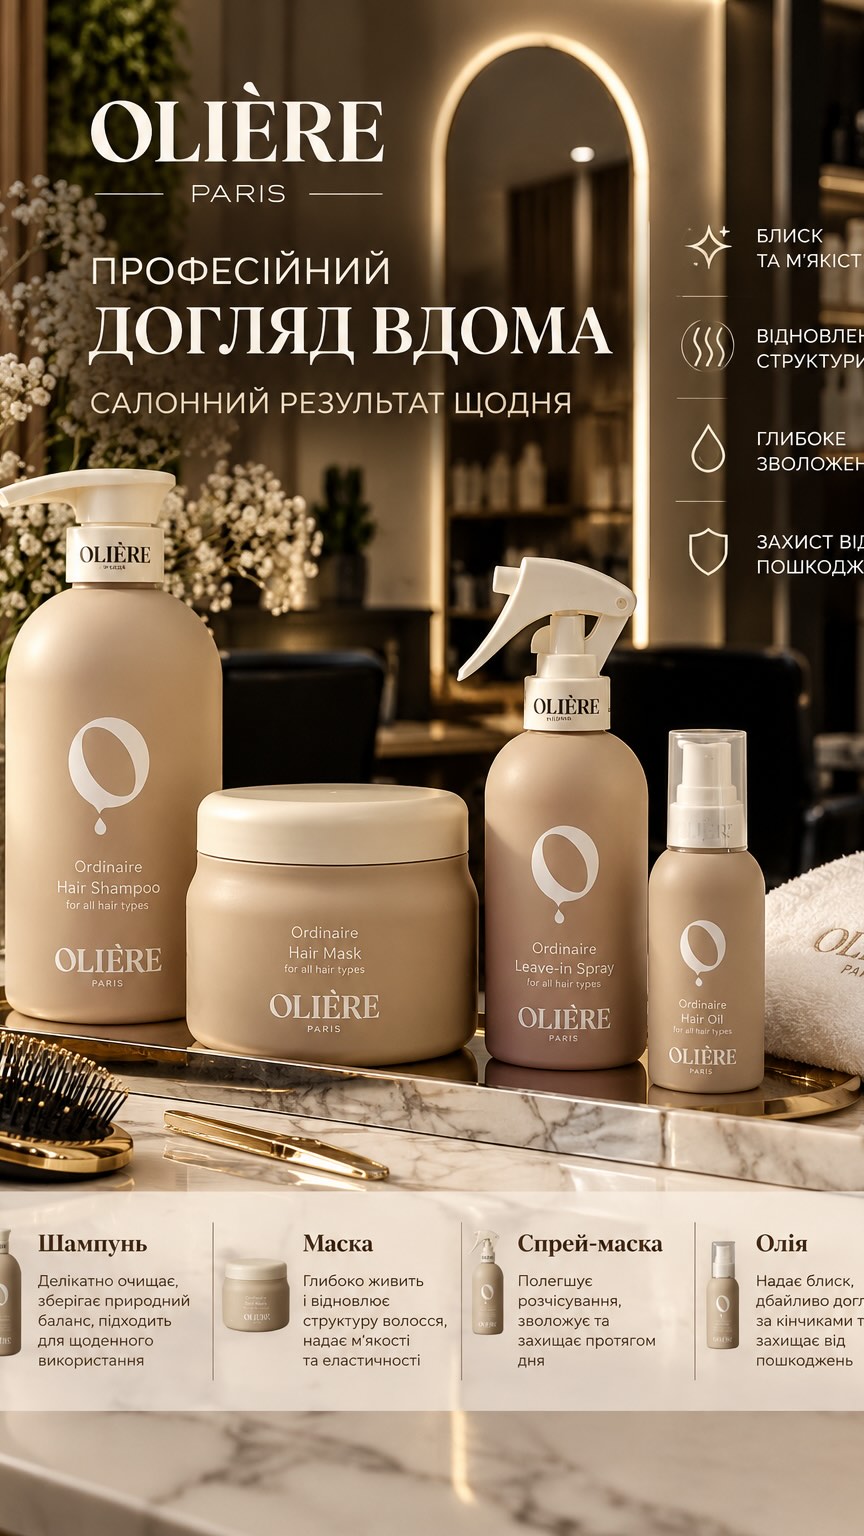 OLIÈRE
PARIS
ПРОФЕСІЙНИЙ
ДОГЛЯД ВДОМА
САЛОННИЙ РЕЗУЛЬТАТ ЩОДНЯ
БЛИСК
ТА М'ЯКІСТ
ВІДНОВЛЕН
СТРУКТУРИ
ГЛИБОКЕ
ЗВОЛОЖЕН
ЗАХИСТ ВІД
ПОШКОДЖ
OLIÈRE
Ordinaire
Hair Shampoo
for all hair types
OLIÈRE
PARIS
Ordinaire
Hair Mask
for all hair types
OLIÈRE
PARIS
OLIÈRE
Ordinaire
Leave-in Spray
for all hair types
OLIÈRE
PARIS
Ordinaire
Hair Oil
for all hair types
OLIÈRE
PARIS
Шампунь
Делікатно очищає,
зберігає природний
баланс, підходить
для щоденного
використання
Маска
Глибоко живить
і відновлює
структуру волосся,
надає м'якості
та еластичності
Спрей-маска
Полегшує
розчісування,
зволожує та
захищає протягом
дня
Олія
Надає блиск,
дбайливо догл
за кінчиками т
захищає від
пошкоджень